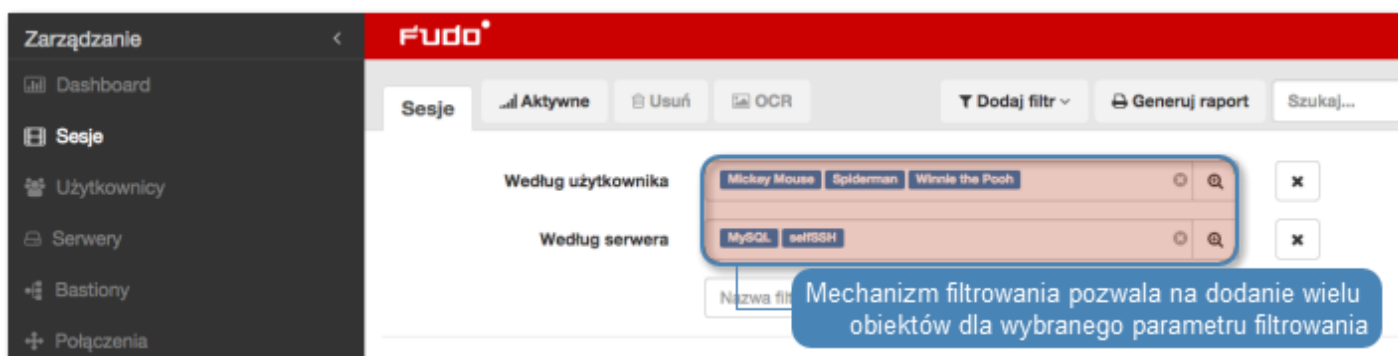 Zarządzanie
Fudo
Dashboard
Sesje
Aktywne
Usuń
OCR
Dodaj filtr
Generuj raport
Szukaj...
Sesje
Użytkownicy
Według użytkownika
Mickey Mouse
Spiderman
Winnie the Pooh
Serwery
Według serwera
MySQL
selfSSH
Bastiony
Nazwa
Mechanizm filtrowania pozwala na dodanie wielu
obiektów dla wybranego parametru filtrowania
Połączenia